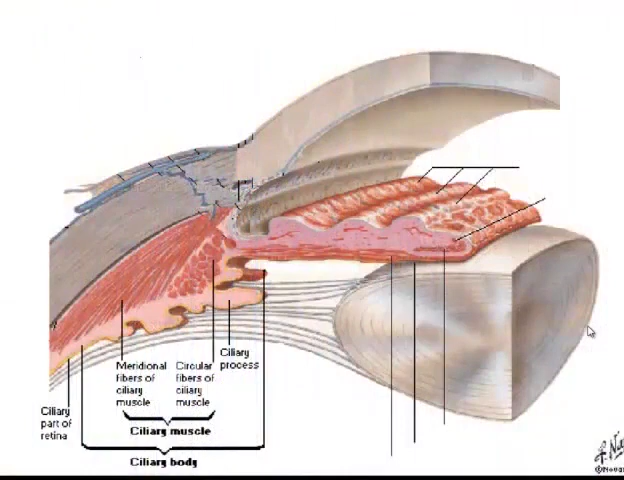 Meridional
fibers of
ciliary
muscle
Circular
fibers of
ciliary
muscle
Ciliary
process
Ciliary
part of
retina
Ciliary muscle
Ciliary body